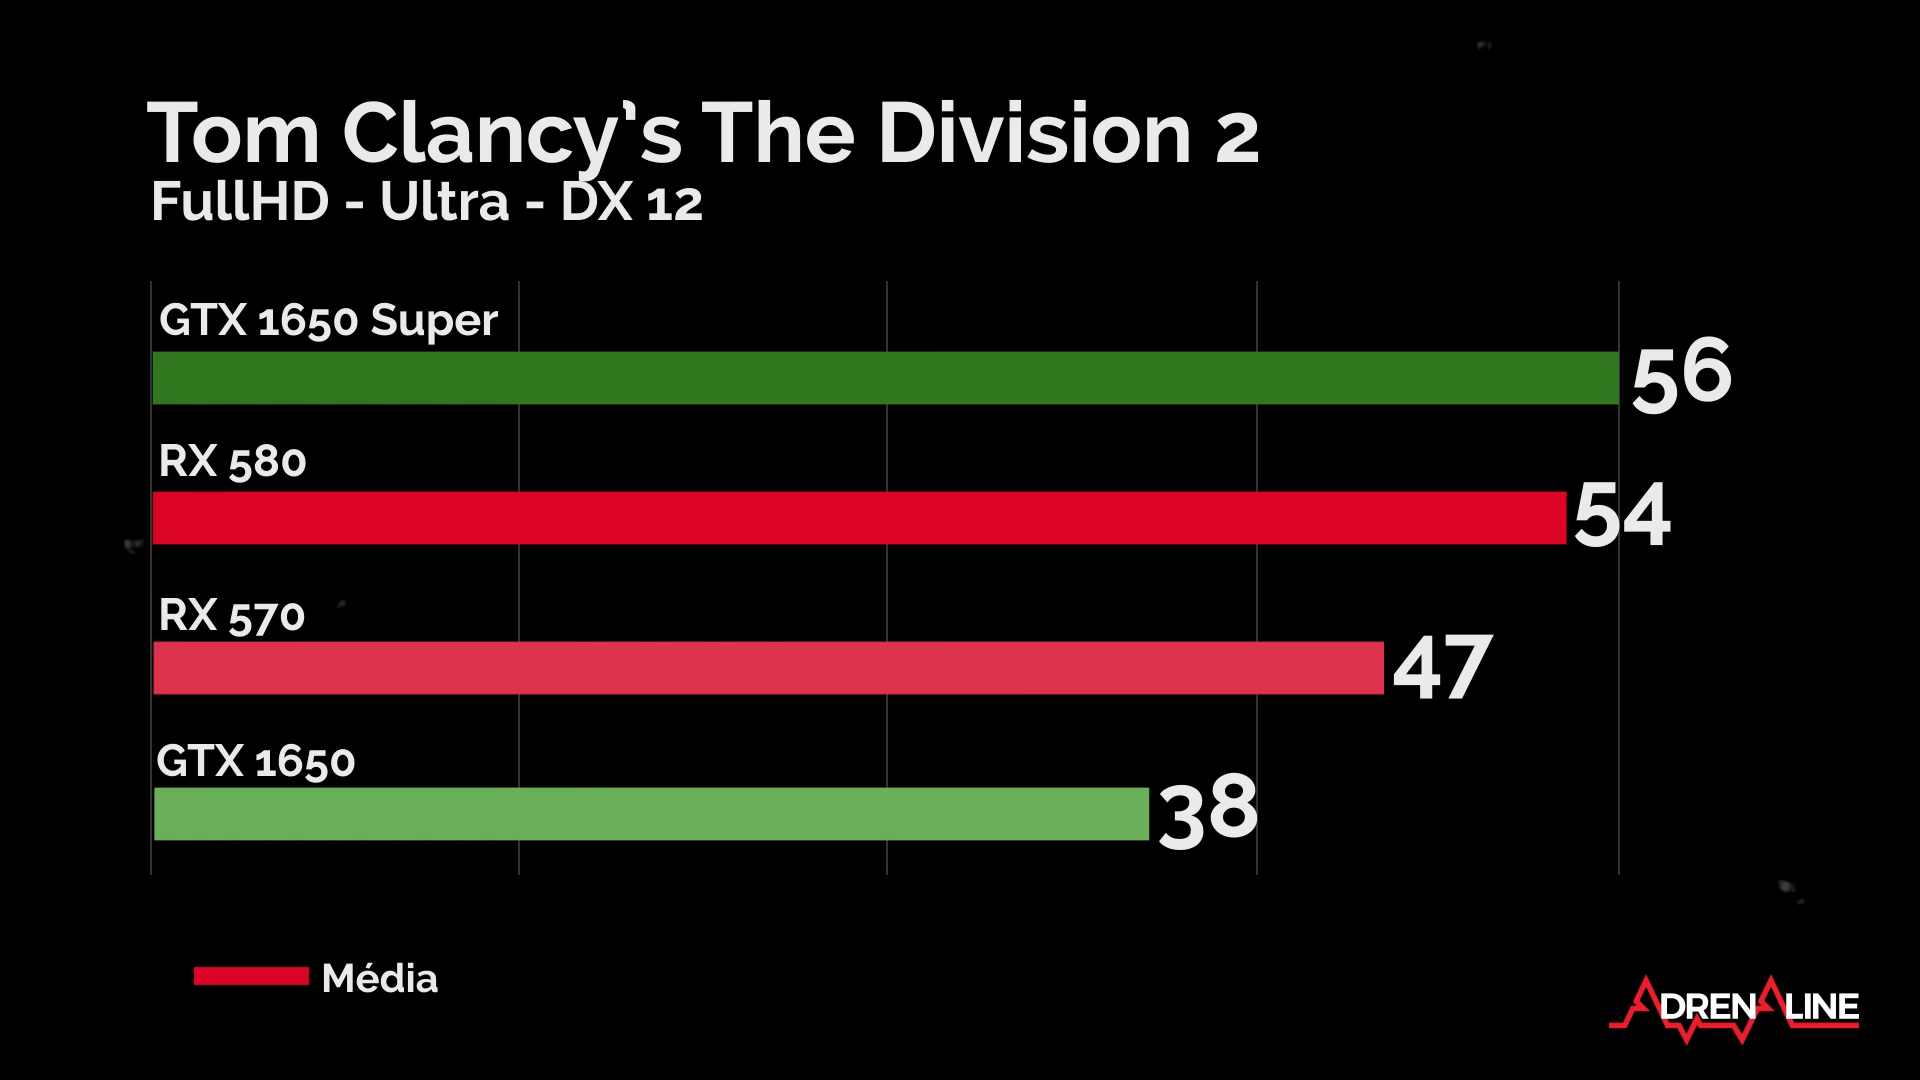 Tom Clancy's The Division 2
FullHD - Ultra - DX 12
GTX 1650 Super
56
RX 580
54
RX 570
47
GTX 1650
38
Média
ADRENALINE